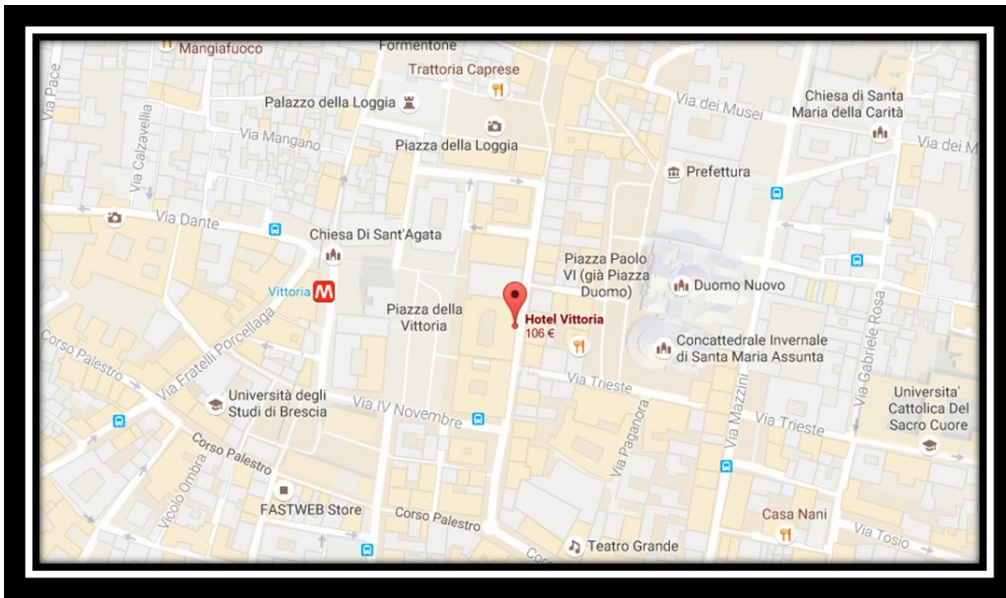 Mangiafuoco
Formentone
Trattoria Caprese
Via Pace
Palazzo della Loggia
Via dei Musei
Chiesa di Santa
Maria della Carità
Via Calzavellia
Via Mangano
Piazza della Loggia
Via dei M
Prefettura
Via Dante
Chiesa Di Sant'Agata
Piazza Paolo
VI (già Piazza
Duomo)
Duomo Nuovo
Vittoria
M
Piazza della
Vittoria
Hotel Vittoria
106 €
Concattedrale Invernale
di Santa Maria Assunta
Via Gabriele Rosa
Corso Palestro
Via Fratelli Porcellaga
Via Trieste
Università degli
Studi di Brescia
Via IV Novembre
Via Mazzini
Via Trieste
Universita'
Cattolica Del
Sacro Cuore
Via Paganora
Corso Palestro
Vicolo Ombra
FASTWEB Store
Corso Palestro
Cors
Teatro Grande
Casa Nani
Via Tosio